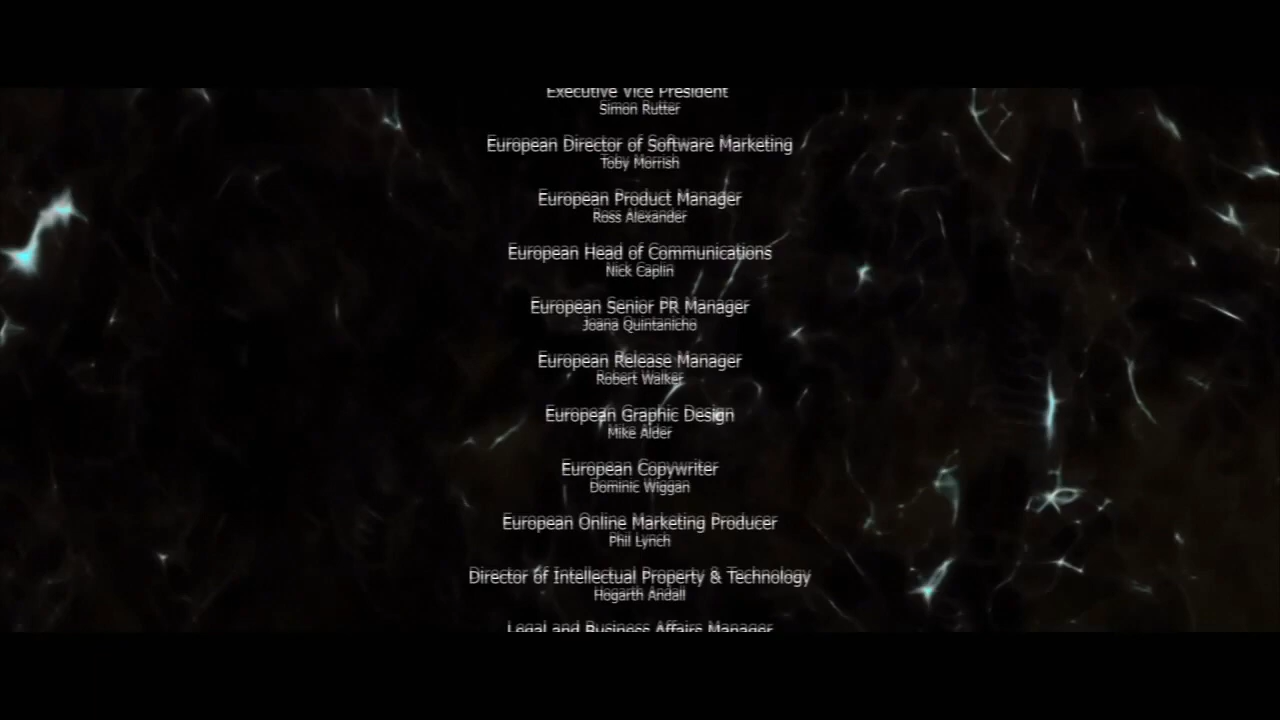 Executive Vice President
Simon Rutter
European Director of Software Marketing
Toby Morrish
European Product Manager
Ross Alexander
European Head of Communications
Nick Caplin
European Senior PR Manager
Joana Quintanicho
European Release Manager
Robert Walker
European Graphic Design
Mike Alder
European Copywriter
Dominic Wiggan
European Online Marketing Producer
Phil Lynch
Director of Intellectual Property & Technology
Hogarth Andall
Legal and Business Affairs Manager